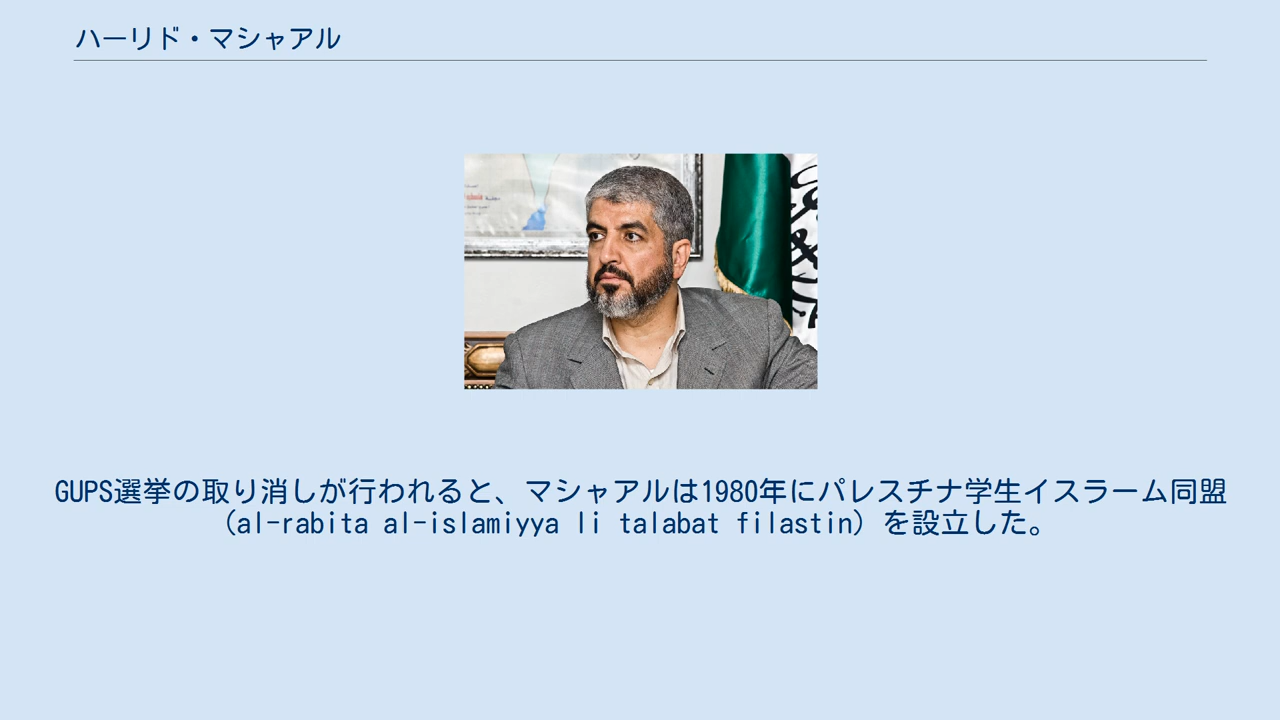 ハーリド・マシャアル
GUPS選挙の取り消しが行われると、マシャアルは1980年にパレスチナ学生イスラーム同盟
（al-rabita al-islamiyya li talabat filastin）を設立した。